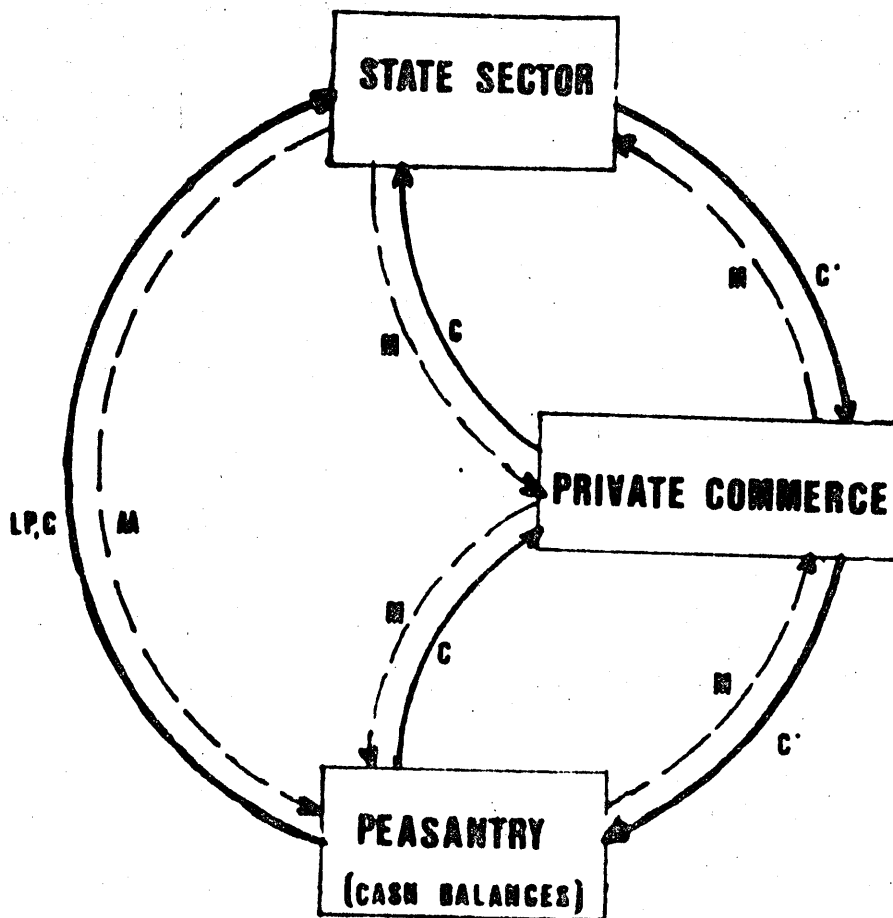 STATE SECTOR
M
C'
M
C
PRIVATE COMMERCE
LP,C
M
M
C
M
C'
PEASANTRY
(CASH BALANCES)